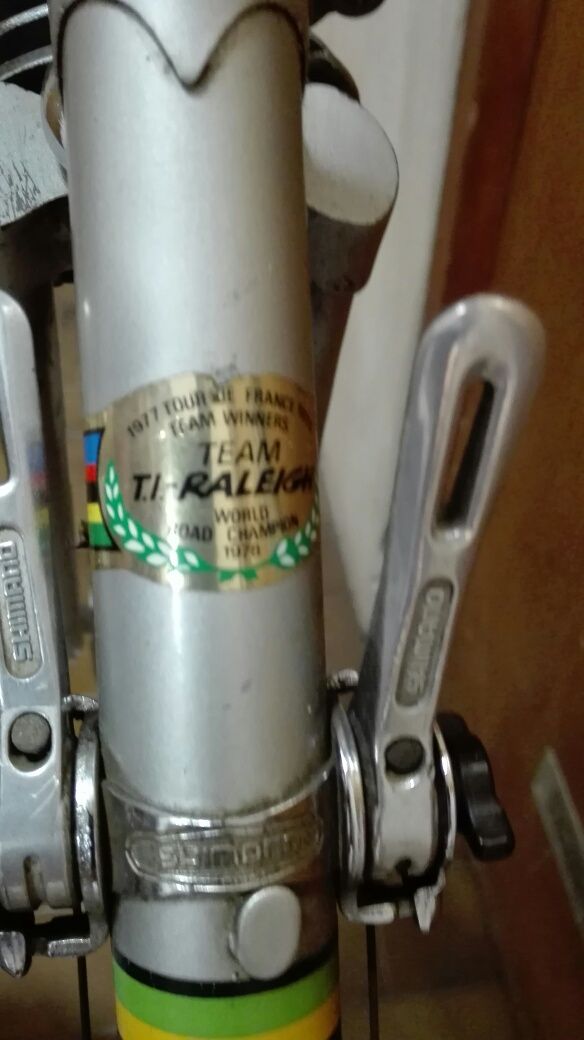 1977 TOUR DE FRANCE
TEAM WINNERS
TEAM
T.I.-RALEIGH
WORLD
ROAD CHAMPION
1978
SHIMANO
SHIMANO
SHIMANO